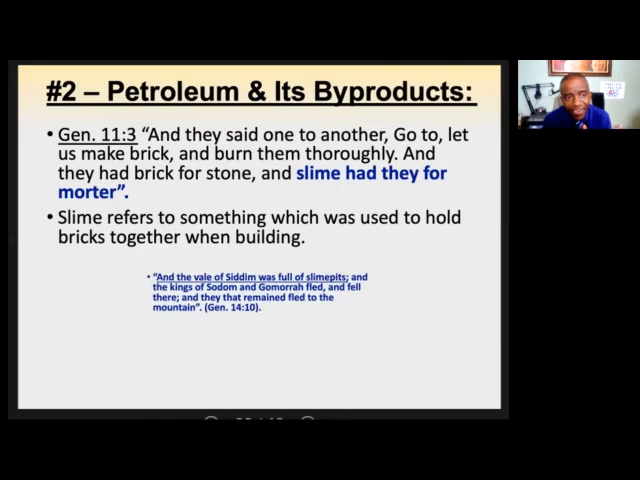 #2 – Petroleum & Its Byproducts:
• Gen. 11:3 “And they said one to another, Go to, let
us make brick, and burn them thoroughly. And
they had brick for stone, and slime had they for
morter”.
• Slime refers to something which was used to hold
bricks together when building.
• “And the vale of Siddim was full of slimepits; and
the kings of Sodom and Gomorrah fled, and fell
there; and they that remained fled to the
mountain”. (Gen. 14:10).